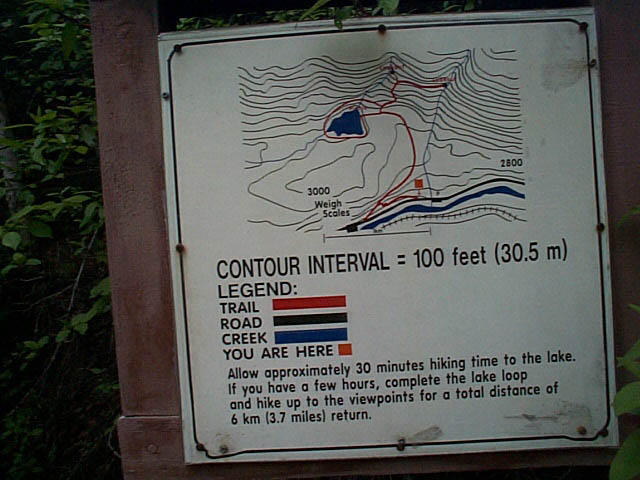 2800
3000
Weigh
Scales
CONTOUR INTERVAL = 100 feet (30.5 m)
LEGEND:
TRAIL
ROAD
CREEK
YOU ARE HERE
Allow approximately 30 minutes hiking time to the lake.
If you have a few hours, complete the lake loop
and hike up to the viewpoints for a total distance of
6 km (3.7 miles) return.